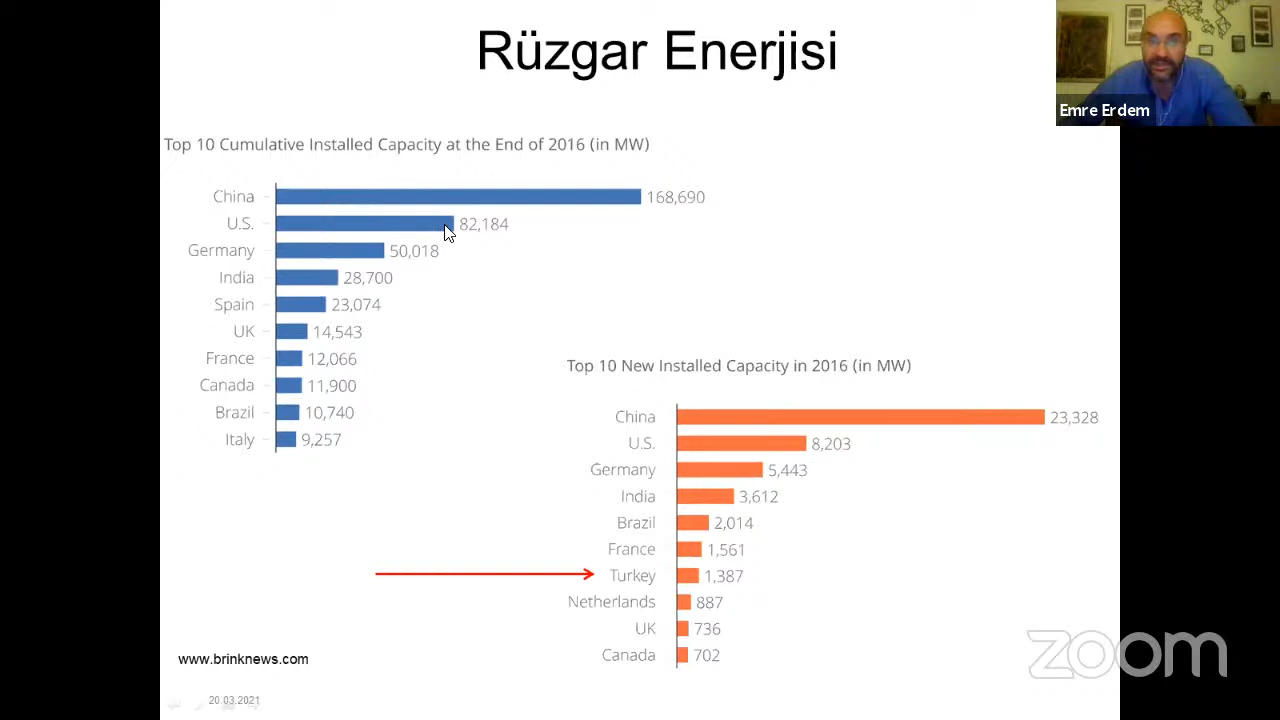 Rüzgar Enerjisi
Emre Erdem
Top 10 Cumulative Installed Capacity at the End of 2016 (in MW)
China 168,690
U.S. 82,184
Germany 50,018
India 28,700
Spain 23,074
UK 14,543
France 12,066
Canada 11,900
Brazil 10,740
Italy 9,257
Top 10 New Installed Capacity in 2016 (in MW)
China 23,328
U.S. 8,203
Germany 5,443
India 3,612
Brazil 2,014
France 1,561
Turkey 1,387
Netherlands 887
UK 736
Canada 702
www.brinknews.com
20.03.2021
zoom